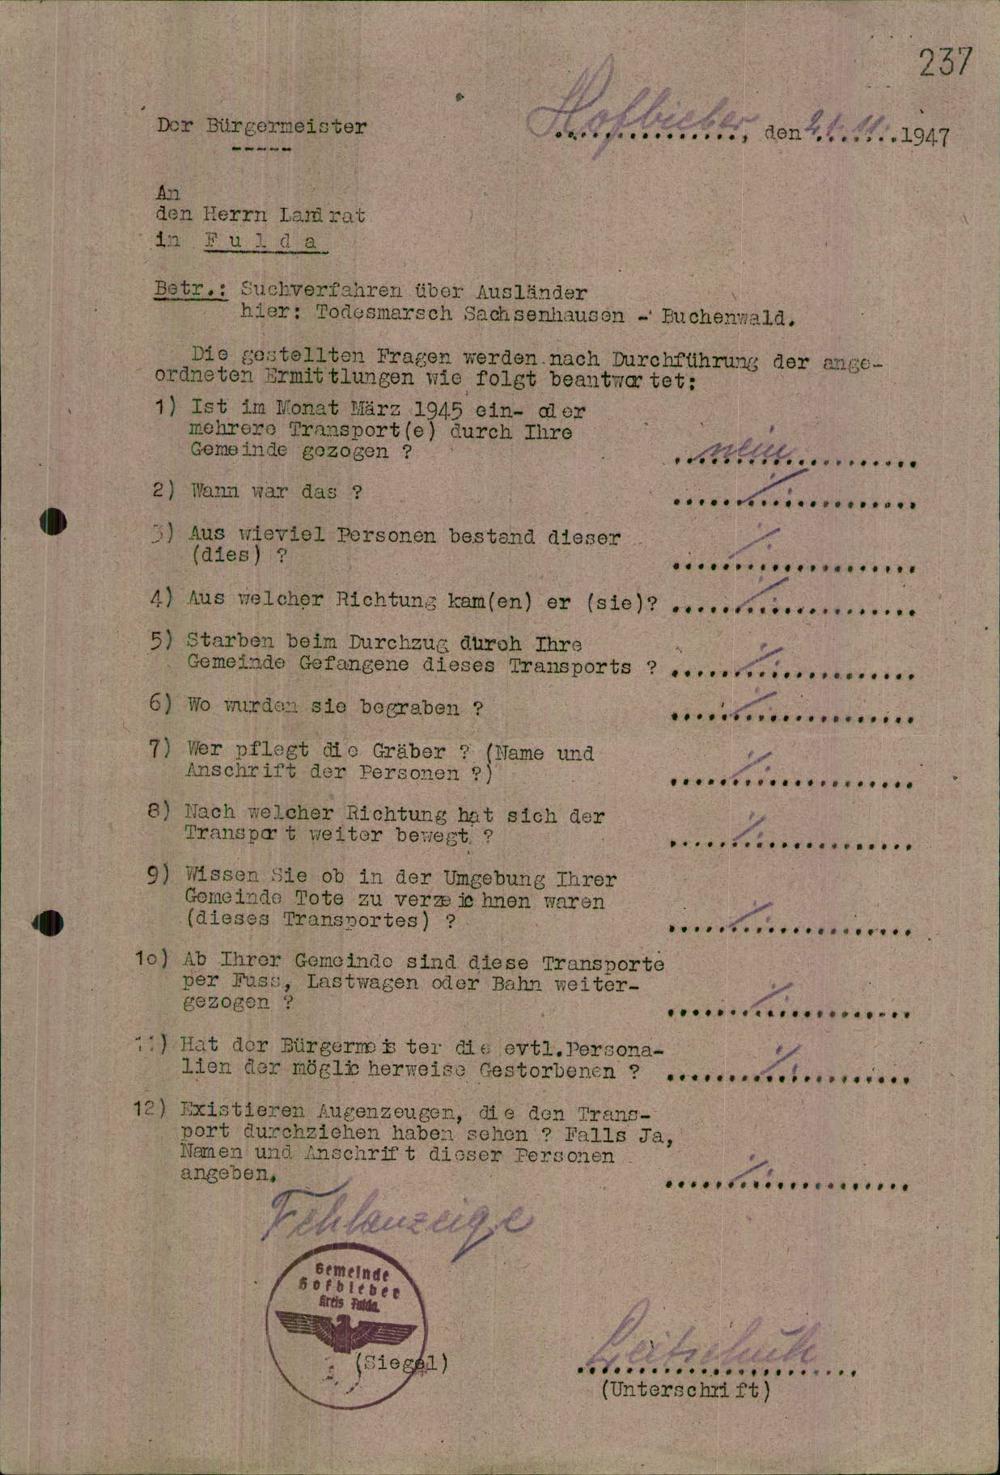 237
Der Bürgermeister
Hofbieber, den 21.11.1947
An
den Herrn Landrat
in Fulda
Betr.: Suchverfahren über Ausländer
hier: Todesmarsch Sachsenhausen - Buchenwald.
Die gestellten Fragen werden nach Durchführung der ange-
ordneten Ermittlungen wie folgt beantwortet:
1) Ist im Monat März 1945 ein- oder
mehrere Transport(e) durch Ihre
Gemeinde gezogen ? nein
2) Wann war das ? ./.
3) Aus wieviel Personen bestand dieser
(dies) ? ./.
4) Aus welcher Richtung kam(en) er (sie)? ./.
5) Starben beim Durchzug durch Ihre
Gemeinde Gefangene dieses Transports ? ./.
6) Wo wurden sie begraben ? ./.
7) Wer pflegt die Gräber ? (Name und
Anschrift der Personen ?) ./.
8) Nach welcher Richtung hat sich der
Transport weiter bewegt ? ./.
9) Wissen Sie ob in der Umgebung Ihrer
Gemeinde Tote zu verzeichnen waren
(dieses Transportes) ? ./.
1o) Ab Ihrer Gemeinde sind diese Transporte
per Fuss, Lastwagen oder Bahn weiter-
gezogen ? ./.
11) Hat der Bürgermeister die evtl.Persona-
lien der möglicherweise Gestorbenen ? ./.
12) Existieren Augenzeugen, die den Trans-
port durchziehen haben sehen ? Falls Ja,
Namen und Anschrift dieser Personen
angeben. ./.
Fehlanzeige
Gemeinde
Hofbieber
Kreis Fulda
(Siegel)
Leitschuh
(Unterschrift)